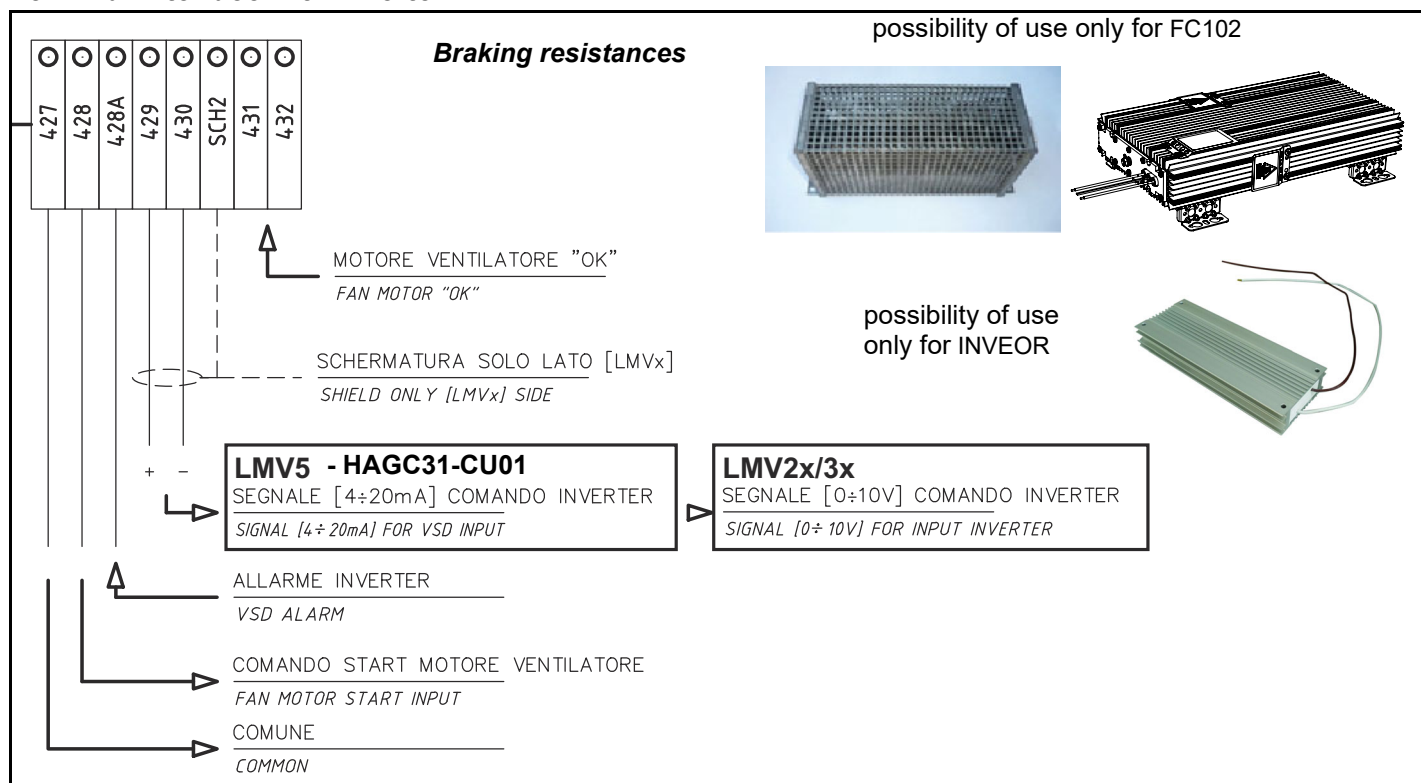 possibility of use only for FC102
Braking resistances
427
428
428A
429
430
SCH2
431
432
MOTORE VENTILATORE "OK"
FAN MOTOR "OK"
possibility of use
only for INVEOR
SCHERMATURA SOLO LATO [LMVx]
SHIELD ONLY [LMVx] SIDE
+ -
LMV5 - HAGC31-CU01
SEGNALE [4÷20mA] COMANDO INVERTER
SIGNAL [4÷20mA] FOR VSD INPUT
LMV2x/3x
SEGNALE [0÷10V] COMANDO INVERTER
SIGNAL [0÷10V] FOR INPUT INVERTER
ALLARME INVERTER
VSD ALARM
COMANDO START MOTORE VENTILATORE
FAN MOTOR START INPUT
COMUNE
COMMON